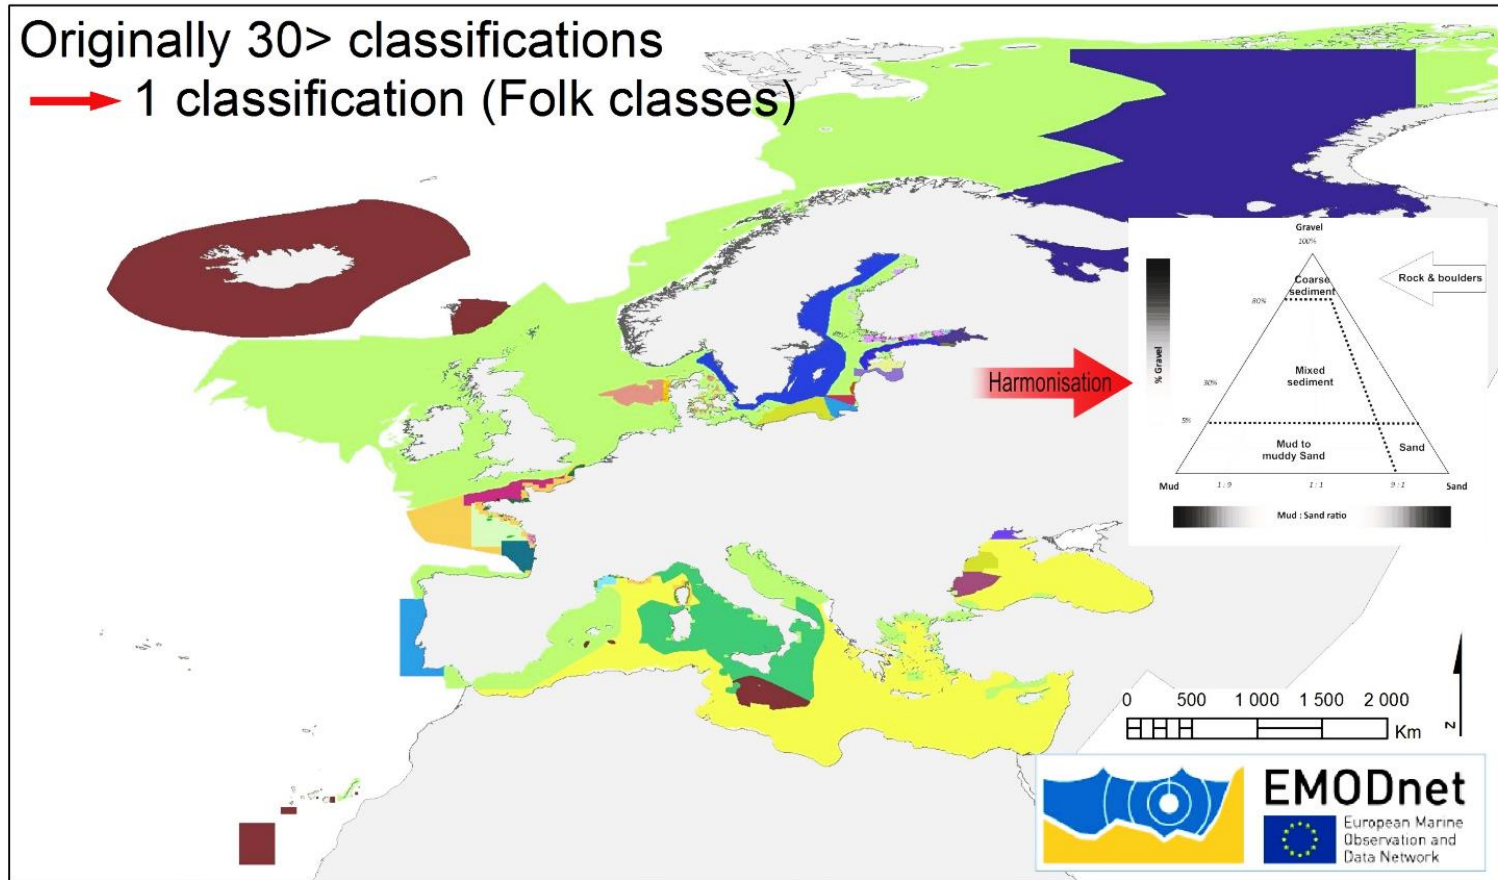 Originally 30> classifications
1 classification (Folk classes)
Gravel
100%
Coarse
sediment
Rock & boulders
80%
% Gravel
30%
Mixed
sediment
Harmonisation
5%
Mud to
muddy Sand
Sand
Mud
1 : 9
1 : 1
9 : 1
Sand
Mud : Sand ratio
0 500 1 000 1 500 2 000
Km
N
EMODnet
European Marine
Observation and
Data Network